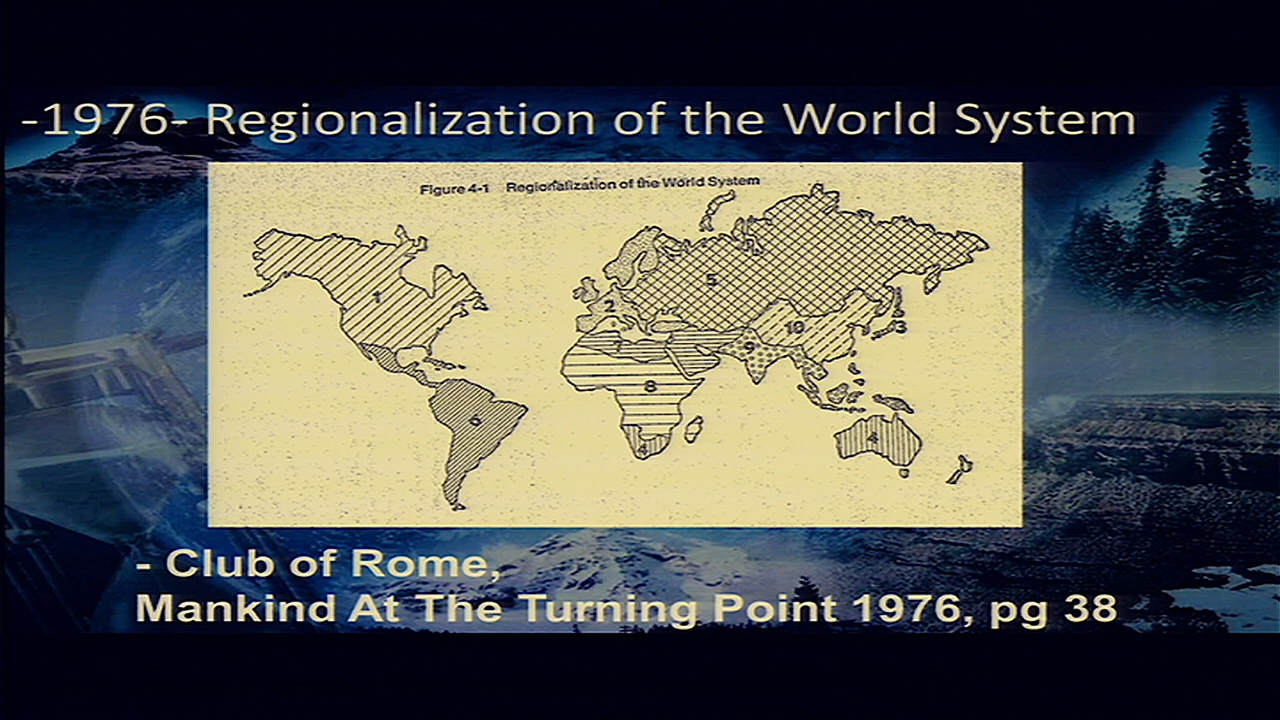 -1976- Regionalization of the World System
Figure 4-1 Regionalization of the World System
1
5
2
10
3
9
8
6
4
4
- Club of Rome,
Mankind At The Turning Point 1976, pg 38